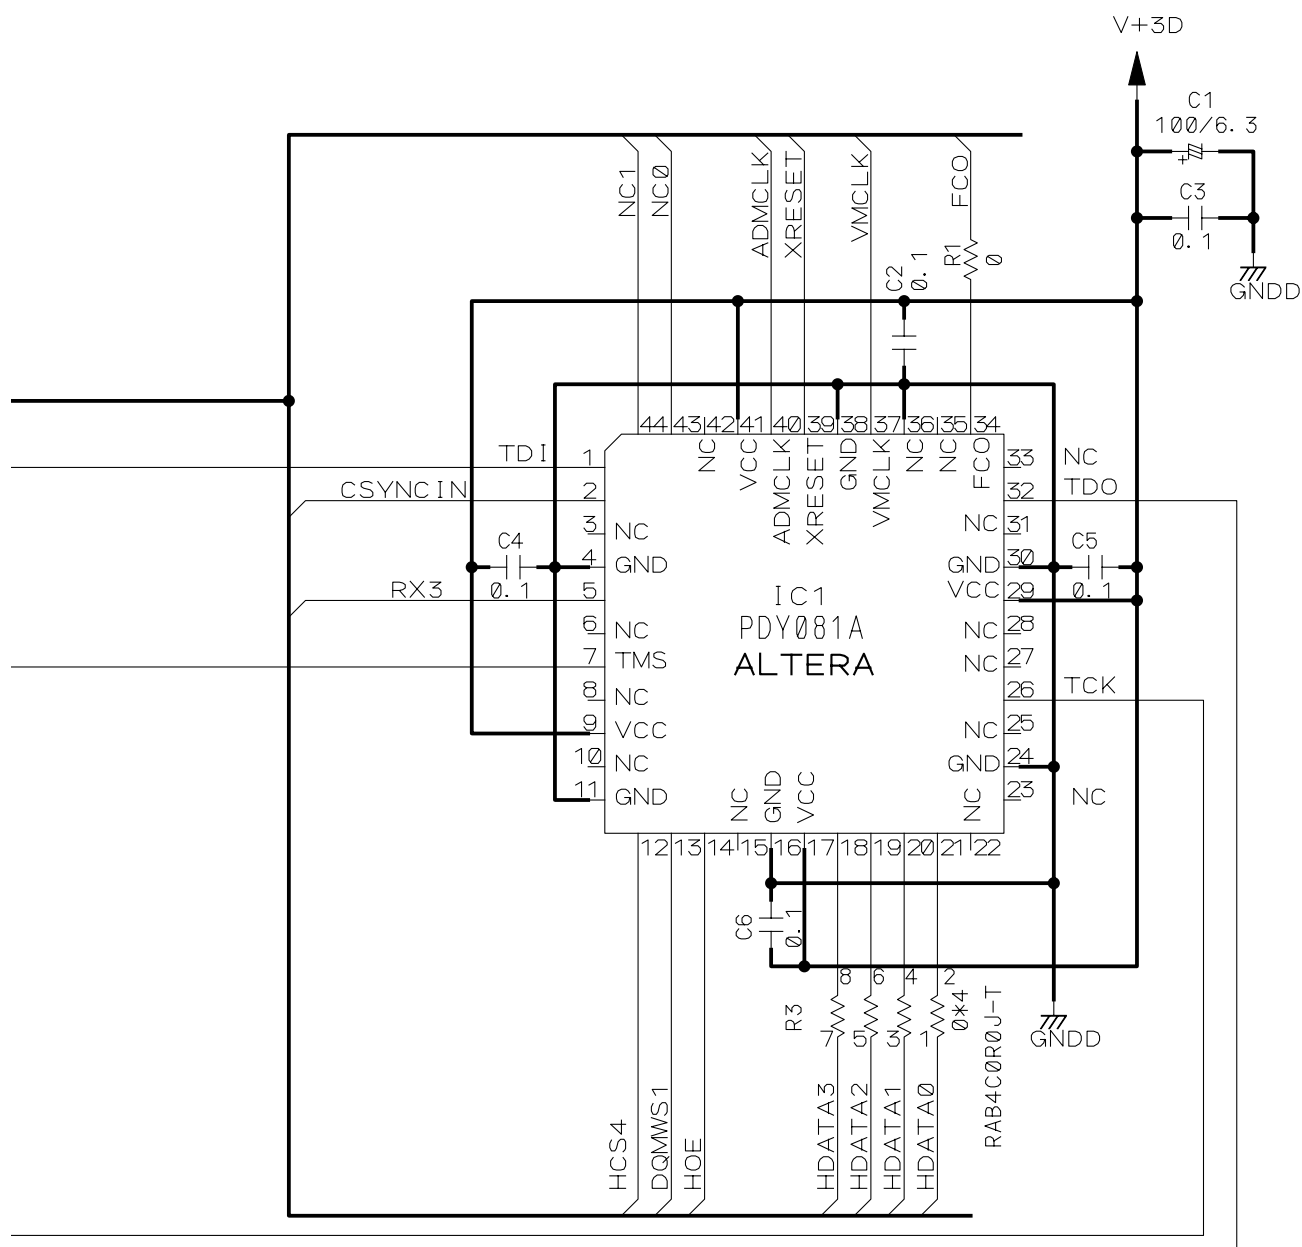 V+3D
C1
100/6.3
+
C3
0.1
GNDD
NC1
NC0
ADMCLK
XRESET
VMCLK
FCO
R1
0
C2
0.1
44
43
42
41
40
39
38
37
36
35
34
NC
VCC
ADMCLK
XRESET
GND
VMCLK
NC
NC
FCO
TDI
1
CSYNCIN
2
3
NC
C4
0.1
4
GND
RX3
5
6
NC
7
TMS
8
NC
9
VCC
10
NC
11
GND
IC1
PDY081A
ALTERA
33
NC
32
TDO
NC
31
GND
30
C5
0.1
VCC
29
NC
28
NC
27
26
TCK
NC
25
GND
24
23
NC
NC
GND
VCC
NC
12
13
14
15
16
17
18
19
20
21
22
C6
0.1
8
6
4
2
R3
0*4
7
5
3
1
RAB4C0R0J-T
GNDD
HCS4
DQMWS1
HOE
HDATA3
HDATA2
HDATA1
HDATA0